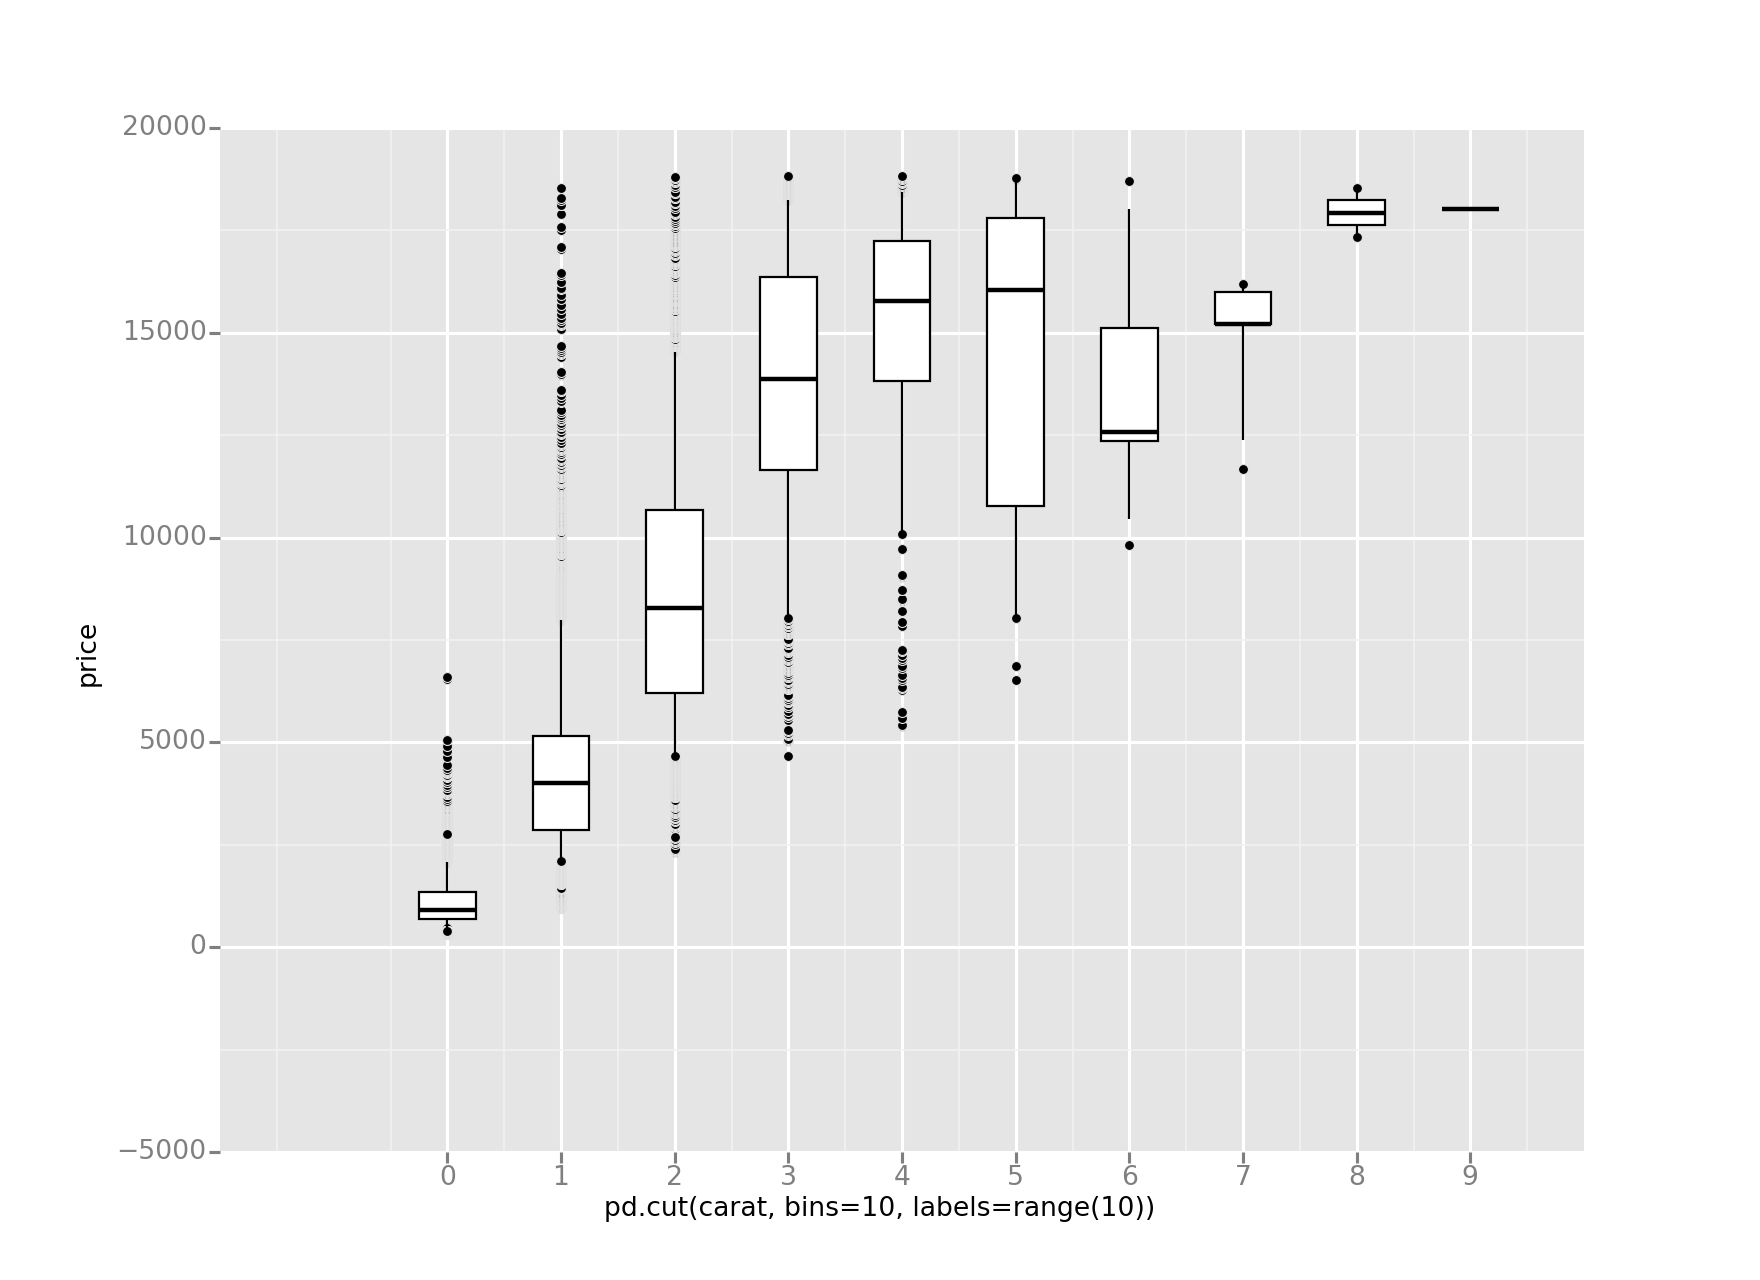 20000
15000
10000
5000
0
−5000
price
0 1 2 3 4 5 6 7 8 9
pd.cut(carat, bins=10, labels=range(10))